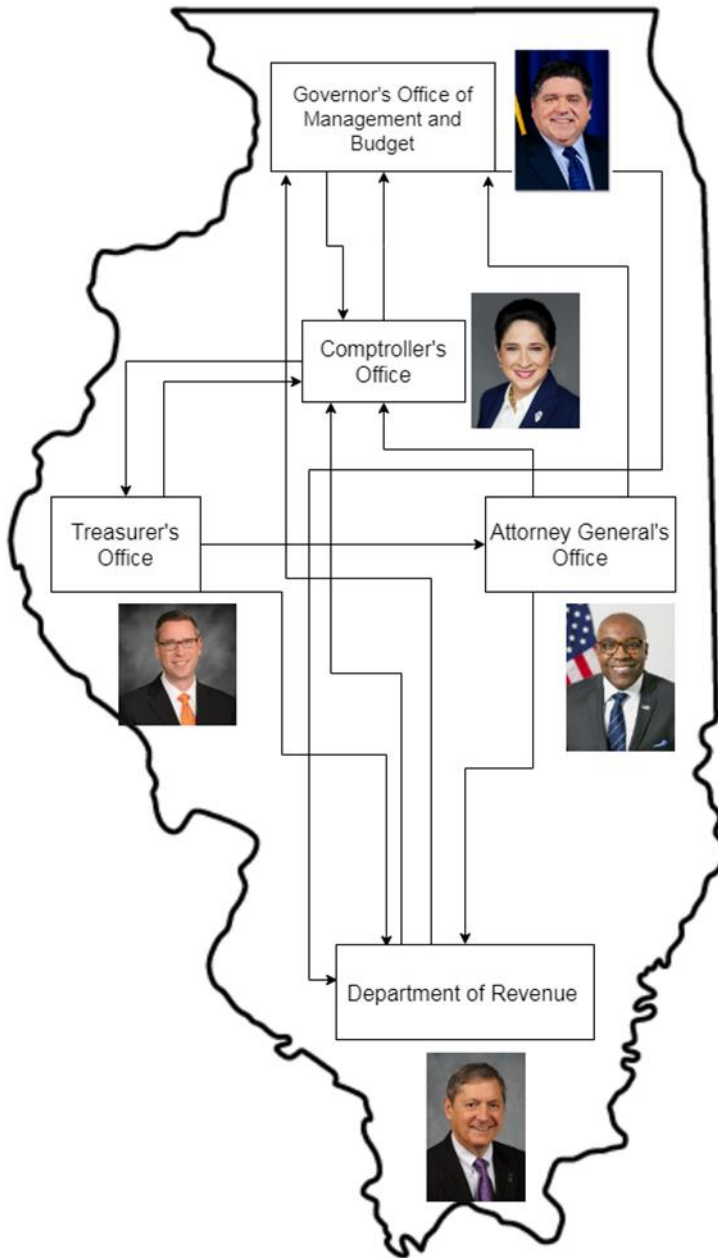 Governor's Office of
Management and
Budget
Comptroller's
Office
Treasurer's
Office
Attorney General's
Office
Department of Revenue